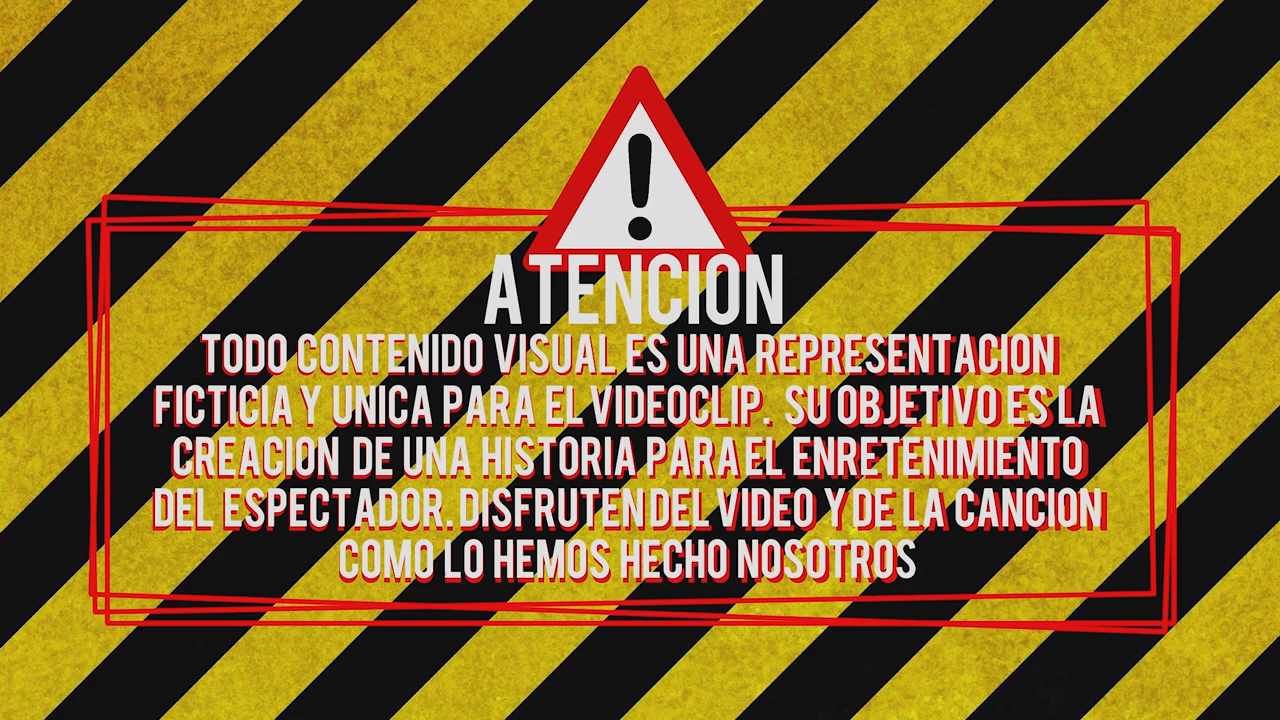 ATENCION
TODO CONTENIDO VISUAL ES UNA REPRESENTACION
FICTICIA Y UNICA PARA EL VIDEOCLIP. SU OBJETIVO ES LA
CREACION DE UNA HISTORIA PARA EL ENRETENIMIENTO
DEL ESPECTADOR. DISFRUTEN DEL VIDEO Y DE LA CANCION
COMO LO HEMOS HECHO NOSOTROS